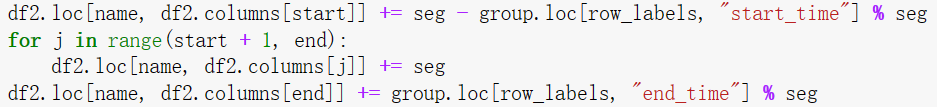 df2.loc[name, df2.columns[start]] += seg - group.loc[row_labels, "start_time"] % seg
for j in range(start + 1, end):
    df2.loc[name, df2.columns[j]] += seg
df2.loc[name, df2.columns[end]] += group.loc[row_labels, "end_time"] % seg